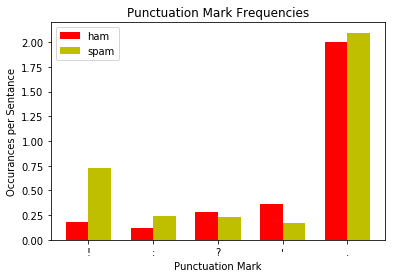 Punctuation Mark Frequencies
ham
spam
2.00
1.75
1.50
1.25
1.00
0.75
0.50
0.25
0.00
Occurances per Sentance
! : ? ' .
Punctuation Mark